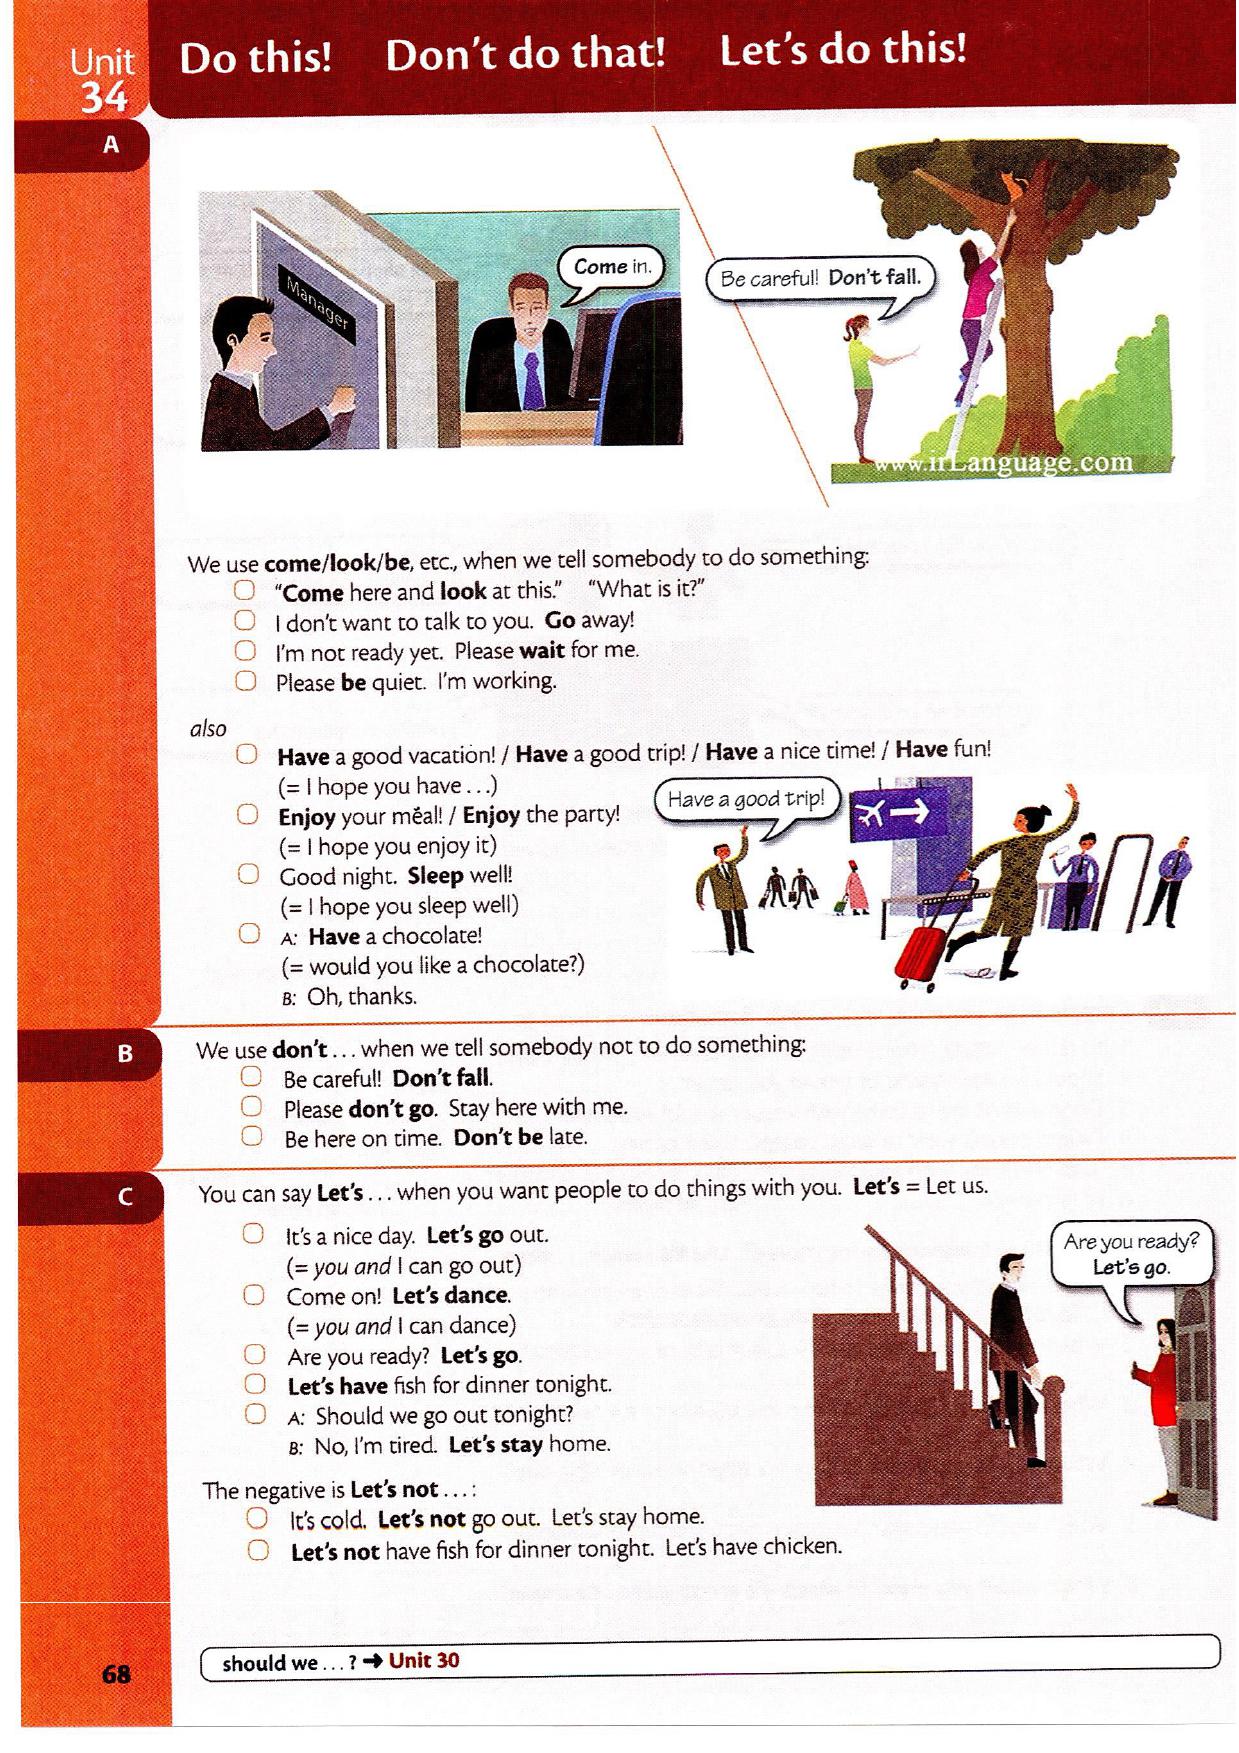 Unit
34
Do this! Don't do that! Let's do this!
A
Manager
Come in.
Be careful! Don't fall.
www.irLanguage.com
We use come/look/be, etc., when we tell somebody to do something:
"Come here and look at this." "What is it?"
I don't want to talk to you. Go away!
I'm not ready yet. Please wait for me.
Please be quiet. I'm working.
also
Have a good vacation! / Have a good trip! / Have a nice time! / Have fun!
(= I hope you have . . .)
Enjoy your meal! / Enjoy the party!
(= I hope you enjoy it)
Good night. Sleep well!
(= I hope you sleep well)
A: Have a chocolate!
(= would you like a chocolate?)
B: Oh, thanks.
Have a good trip!
B
We use don't . . . when we tell somebody not to do something:
Be careful! Don't fall.
Please don't go. Stay here with me.
Be here on time. Don't be late.
C
You can say Let's . . . when you want people to do things with you. Let's = Let us.
It's a nice day. Let's go out.
(= you and I can go out)
Come on! Let's dance.
(= you and I can dance)
Are you ready? Let's go.
Let's have fish for dinner tonight.
A: Should we go out tonight?
B: No, I'm tired. Let's stay home.
Are you ready?
Let's go.
The negative is Let's not . . . :
It's cold. Let's not go out. Let's stay home.
Let's not have fish for dinner tonight. Let's have chicken.
should we . . . ? → Unit 30
68